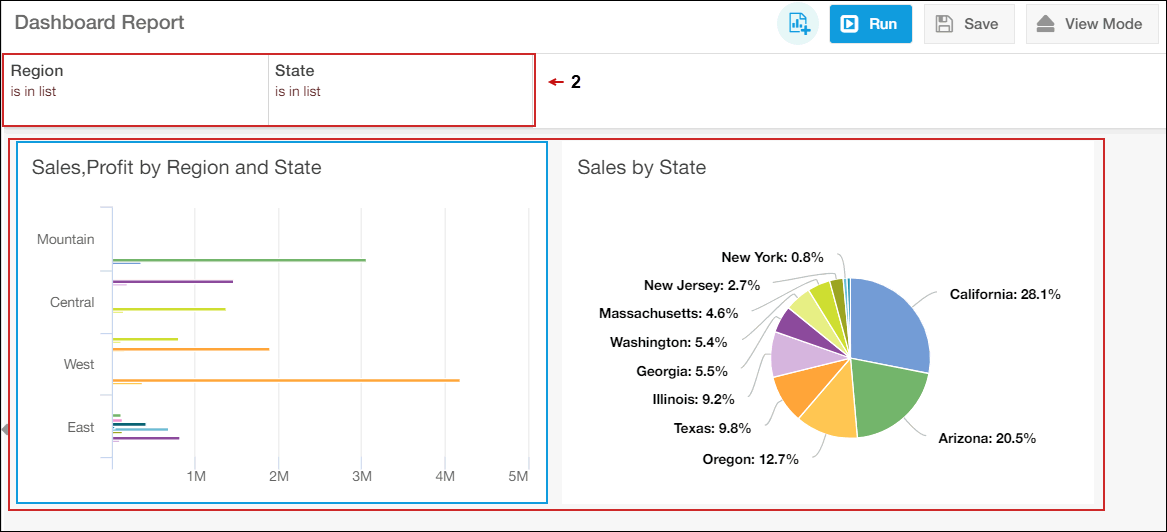 Dashboard Report
Run
Save
View Mode
Region
is in list
State
is in list
2
Sales,Profit by Region and State
Mountain
Central
West
East
1M
2M
3M
4M
5M
Sales by State
New York: 0.8%
New Jersey: 2.7%
Massachusetts: 4.6%
Washington: 5.4%
Georgia: 5.5%
Illinois: 9.2%
Texas: 9.8%
Oregon: 12.7%
California: 28.1%
Arizona: 20.5%